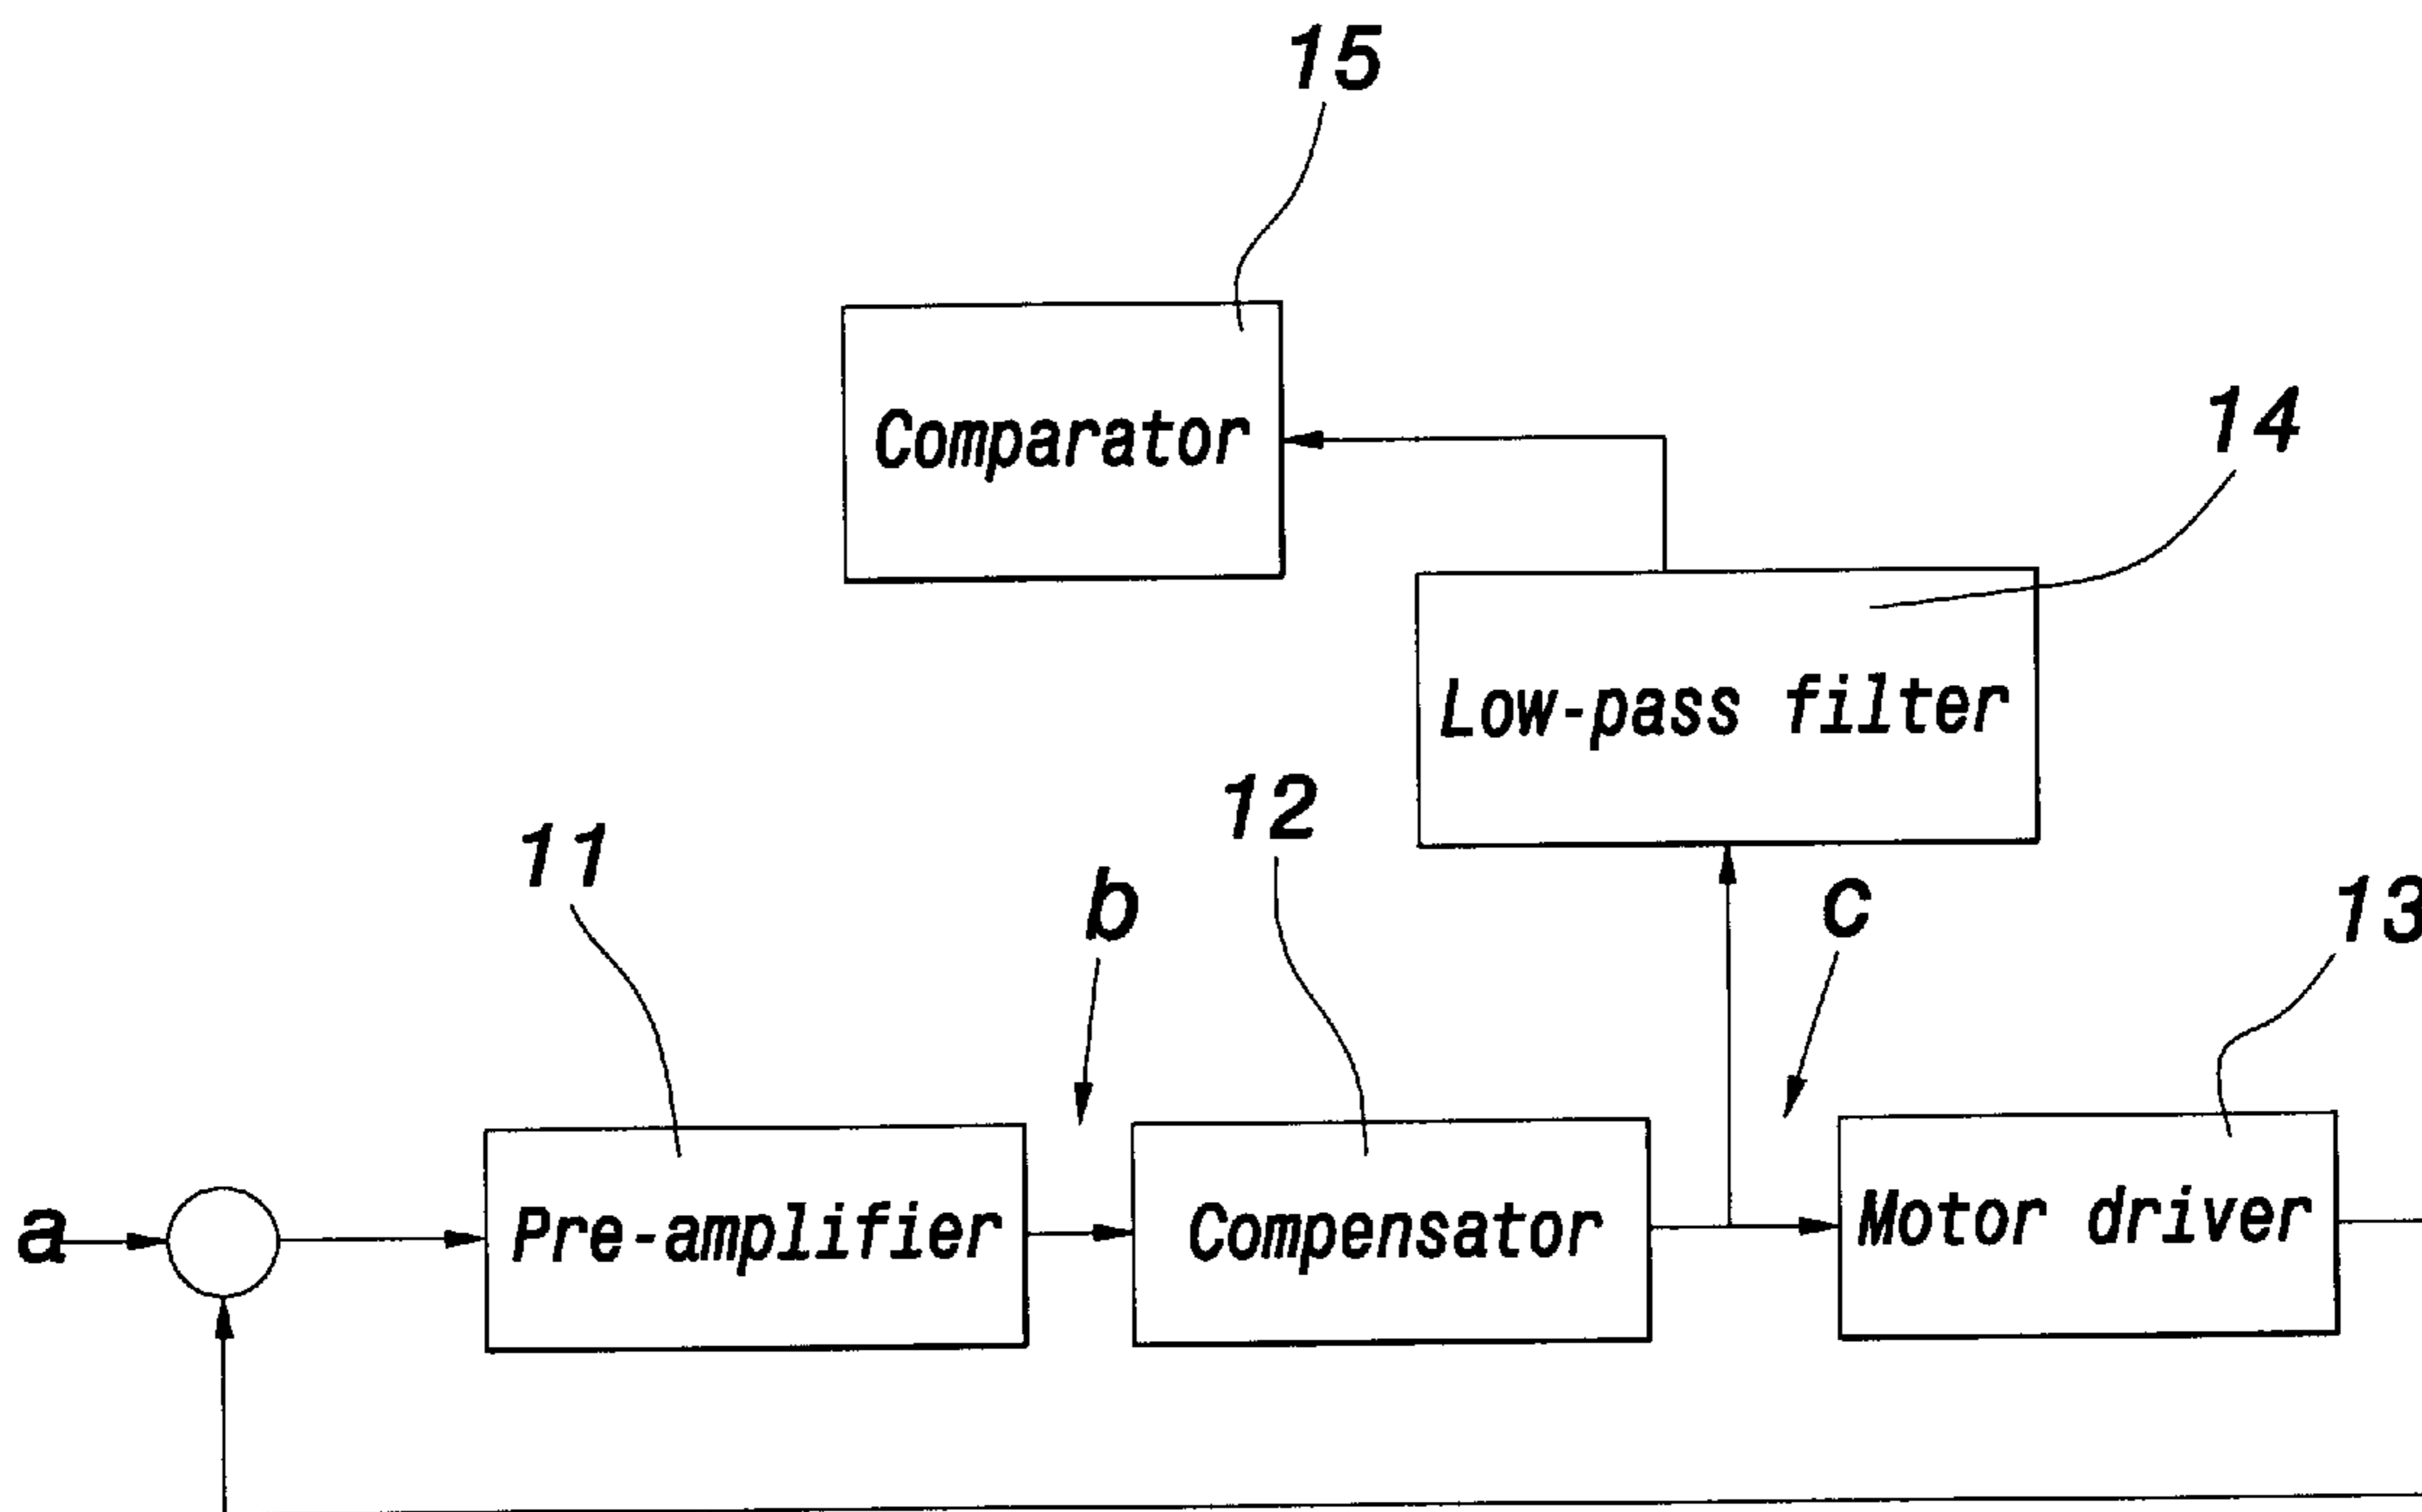 15
Comparator
14
Low-pass filter
12
11
b
c
13
a
Pre-amplifier
Compensator
Motor driver